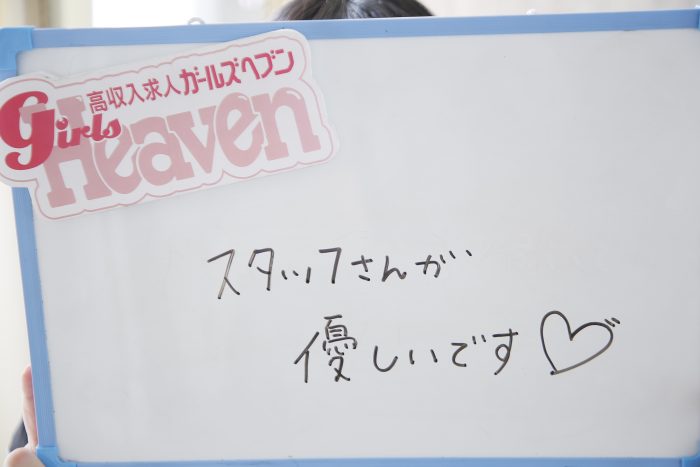 高収入求人ガールズヘブン
Girls
Heaven
スタッフさんが
優しいです♡